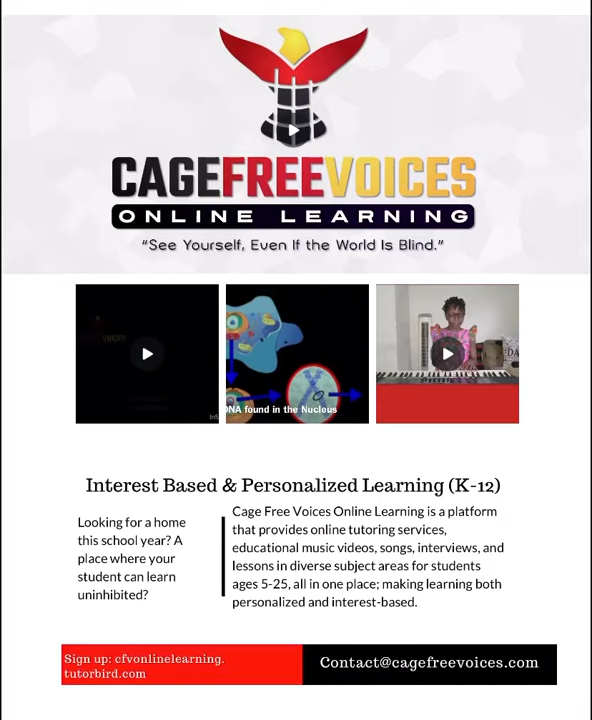 CAGEFREEVOICES
ONLINE LEARNING
“See Yourself, Even If the World Is Blind.”
VOICES
DNA found in the Nucleus
Interest Based & Personalized Learning (K-12)
Looking for a home
this school year? A
place where your
student can learn
uninhibited?
Cage Free Voices Online Learning is a platform
that provides online tutoring services,
educational music videos, songs, interviews, and
lessons in diverse subject areas for students
ages 5-25, all in one place; making learning both
personalized and interest-based.
Sign up: cfvonlinelearning.
tutorbird.com
Contact@cagefreevoices.com